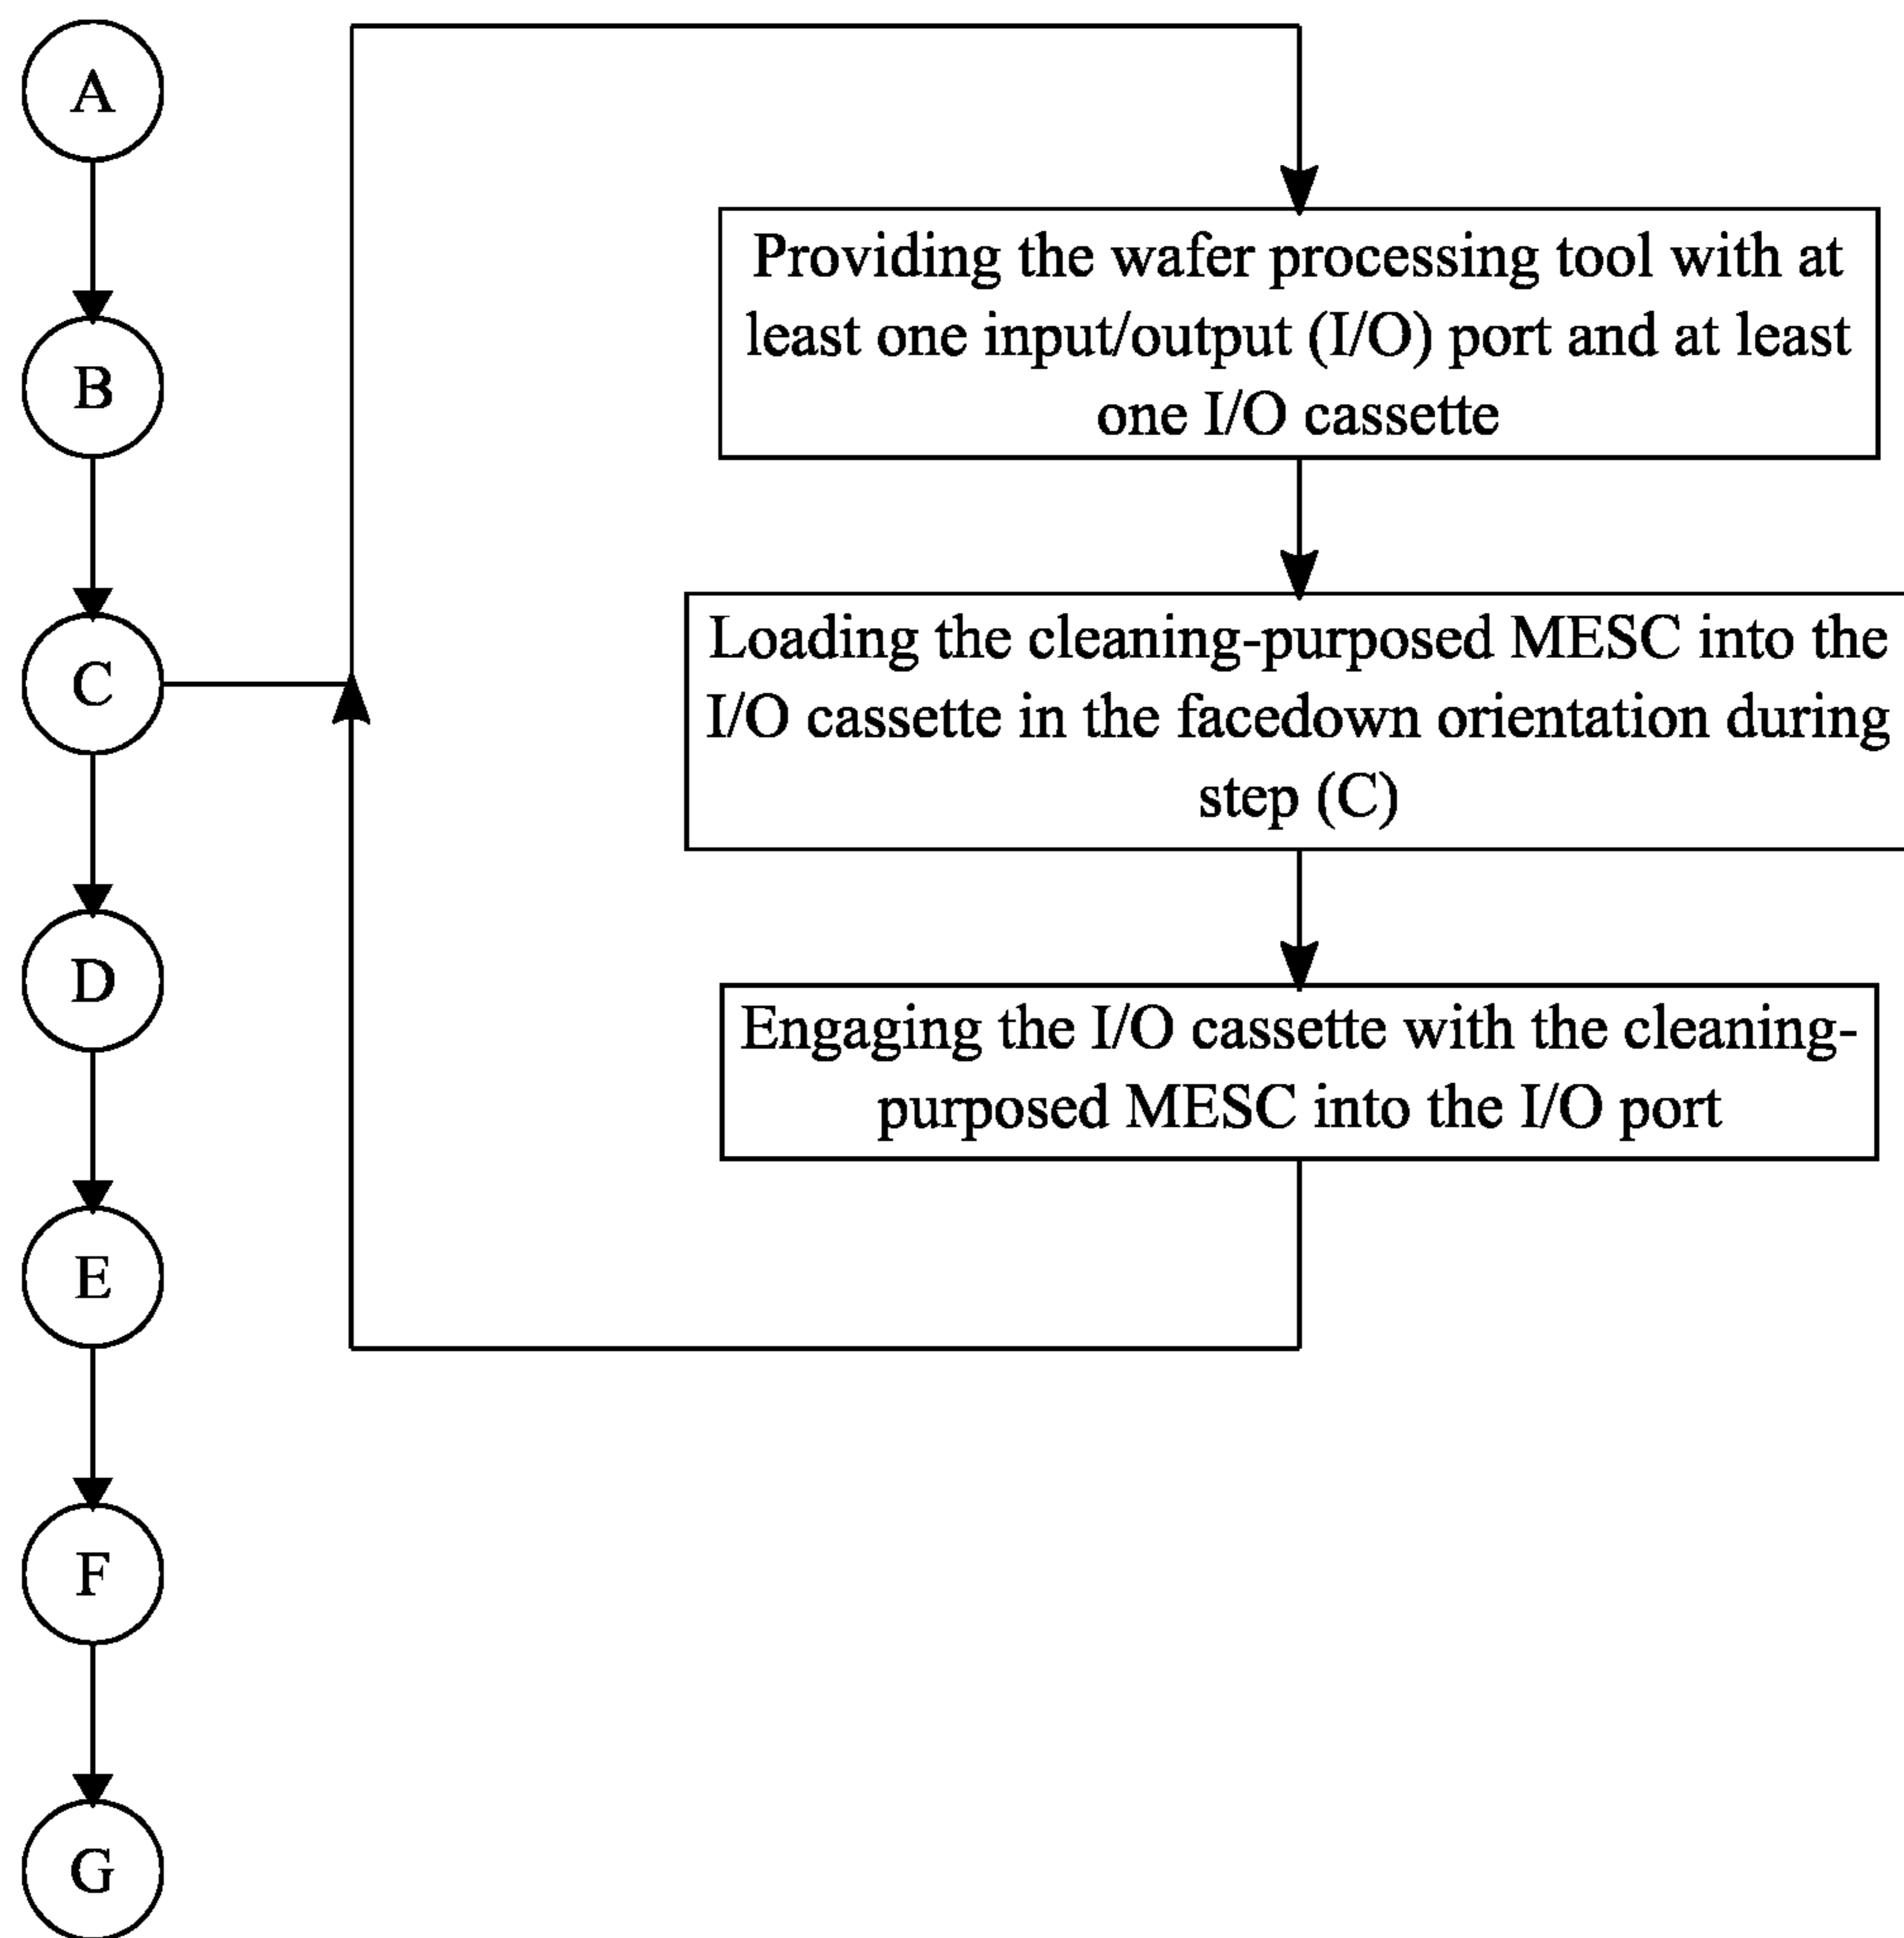 A
B
C
D
E
F
G
Providing the wafer processing tool with at
least one input/output (I/O) port and at least
one I/O cassette
Loading the cleaning-purposed MESC into the
I/O cassette in the facedown orientation during
step (C)
Engaging the I/O cassette with the cleaning-
purposed MESC into the I/O port